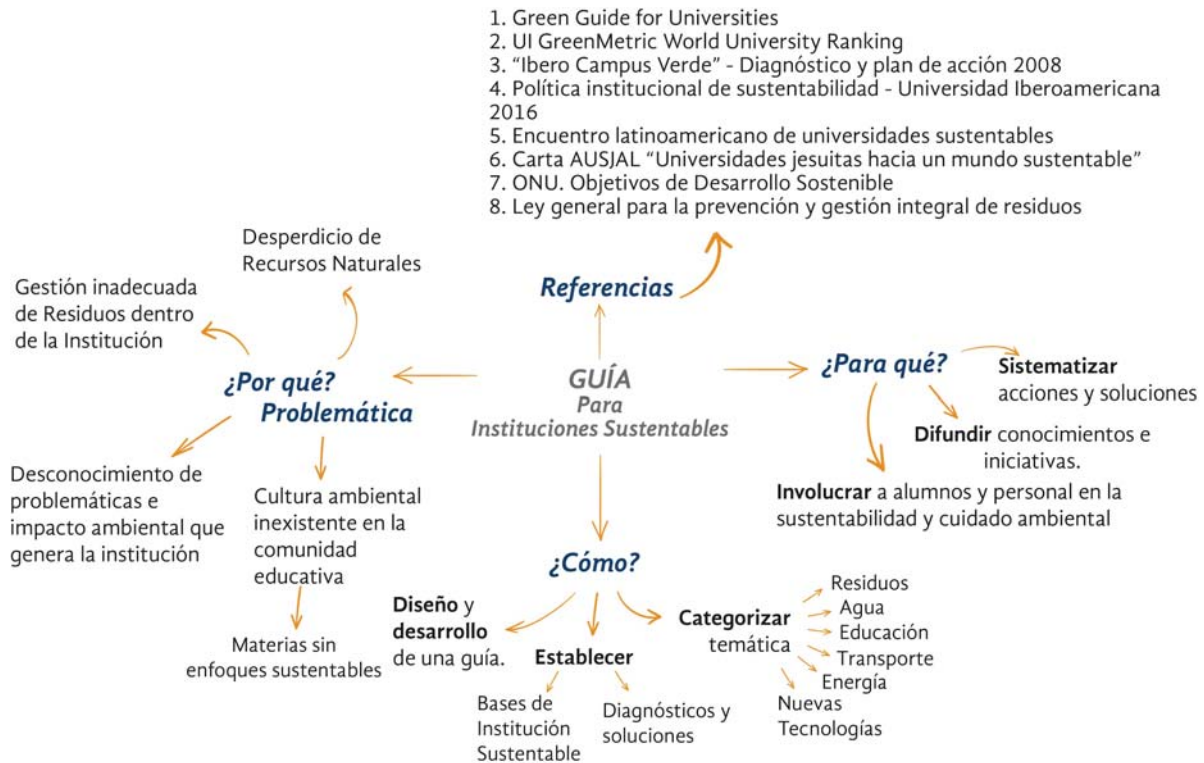 1. Green Guide for Universities
2. UI GreenMetric World University Ranking
3. “Ibero Campus Verde” - Diagnóstico y plan de acción 2008
4. Política institucional de sustentabilidad - Universidad Iberoamericana
2016
5. Encuentro latinoamericano de universidades sustentables
6. Carta AUSJAL “Universidades jesuitas hacia un mundo sustentable”
7. ONU. Objetivos de Desarrollo Sostenible
8. Ley general para la prevención y gestión integral de residuos
Referencias
GUÍA
Para
Instituciones Sustentables
¿Por qué?
Problemática
Desperdicio de
Recursos Naturales
Gestión inadecuada
de Residuos dentro
de la Institución
Desconocimiento de
problemáticas e
impacto ambiental que
genera la institución
Cultura ambiental
inexistente en la
comunidad
educativa
Materias sin
enfoques sustentables
¿Para qué?
Sistematizar
acciones y soluciones
Difundir conocimientos e
iniciativas.
Involucrar a alumnos y personal en la
sustentabilidad y cuidado ambiental
¿Cómo?
Diseño y
desarrollo
de una guía.
Establecer
Bases de
Institución
Sustentable
Diagnósticos y
soluciones
Categorizar
temática
Residuos
Agua
Educación
Transporte
Energía
Nuevas
Tecnologías